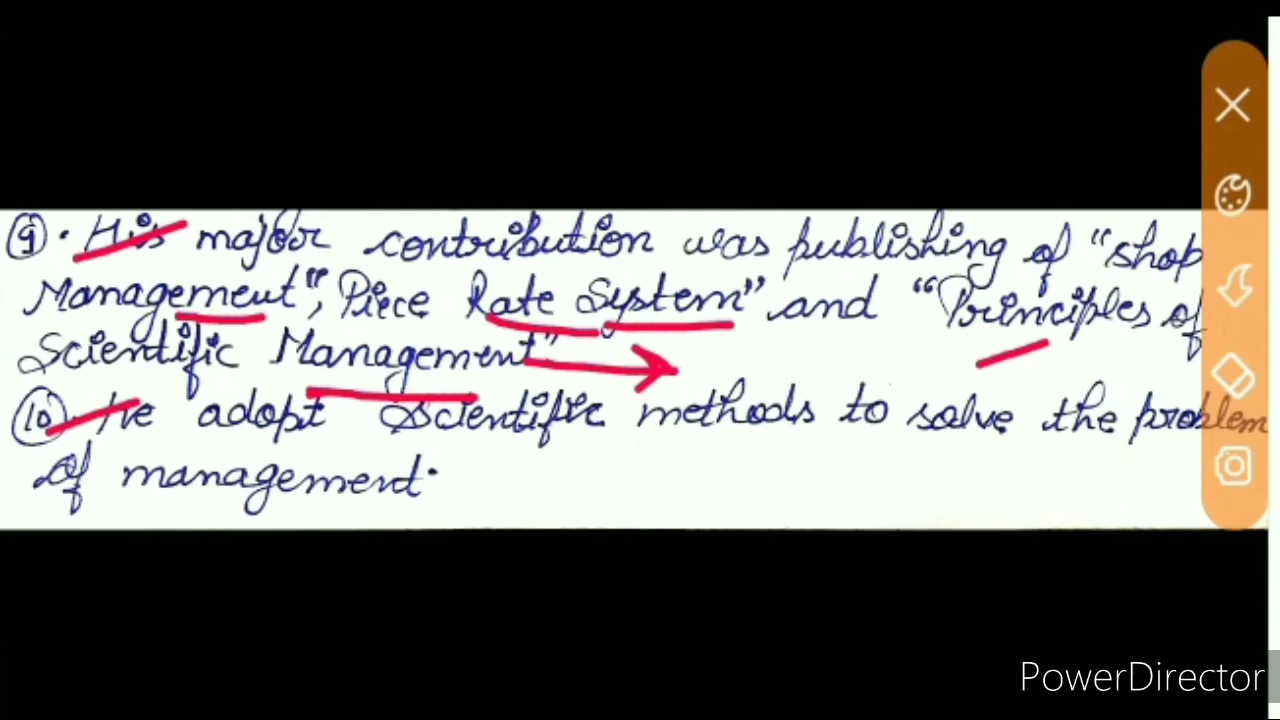 ⑨. His major contribution was publishing of "shop
Management", Piece Rate System" and "Principles of
Scientific Management"
⑩ He adopt scientific methods to solve the problem
of management.
PowerDirector